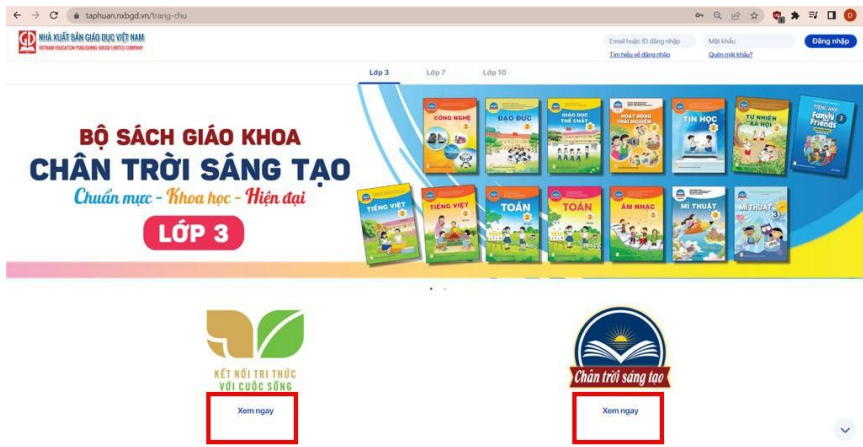 taphuan.nxbgd.vn/trang-chu
NHÀ XUẤT BẢN GIÁO DỤC VIỆT NAM
VIETNAM EDUCATION PUBLISHING HOUSE LIMITED COMPANY
Email hoặc ID đăng nhập
Mật khẩu
Đăng nhập
Tìm hiểu về đăng nhập
Quên mật khẩu?
Lớp 3
Lớp 7
Lớp 10
BỘ SÁCH GIÁO KHOA
CHÂN TRỜI SÁNG TẠO
Chuẩn mực – Khoa học – Hiện đại
LỚP 3
CÔNG NGHỆ
ĐẠO ĐỨC
GIÁO DỤC
THỂ CHẤT
HOẠT ĐỘNG
TRẢI NGHIỆM
TIN HỌC
TỰ NHIÊN
XÃ HỘI
TIẾNG ANH
Family
Friends
TIẾNG VIỆT
TIẾNG VIỆT
TOÁN
TOÁN
ÂM NHẠC
MĨ THUẬT
MĨ THUẬT
KẾT NỐI TRI THỨC
VỚI CUỘC SỐNG
Xem ngay
Chân trời sáng tạo
Xem ngay